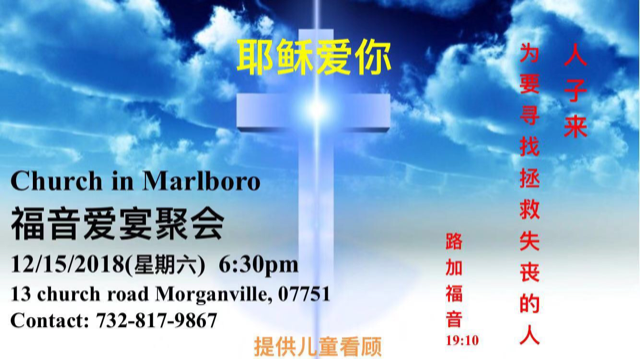 耶稣爱你
人子来
为要寻找拯救失丧的人
路加福音
19:10
Church in Marlboro
福音爱宴聚会
12/15/2018(星期六) 6:30pm
13 church road Morganville, 07751
Contact: 732-817-9867
提供儿童看顾